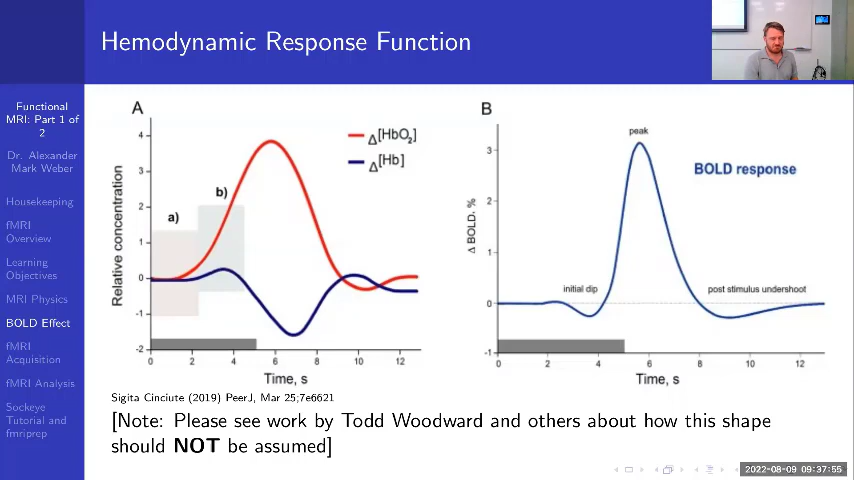 Hemodynamic Response Function
Functional
MRI: Part 1 of
2
Dr. Alexander
Mark Weber
Housekeeping
fMRI
Overview
Learning
Objectives
MRI Physics
BOLD Effect
fMRI
Acquisition
fMRI Analysis
Sockeye
Tutorial and
fmriprep
A
Δ[HbO₂]
Δ[Hb]
a)
b)
Relative concentration
4
3
2
1
0
-1
-2
0 2 4 6 8 10 12
Time, s
B
peak
BOLD response
Δ BOLD. %
3
2
1
0
-1
initial dip
post stimulus undershoot
0 2 4 6 8 10 12
Time, s
Sigita Cinciute (2019) PeerJ, Mar 25;7e6621
[Note: Please see work by Todd Woodward and others about how this shape
should NOT be assumed]
2022-08-09 09:37:55